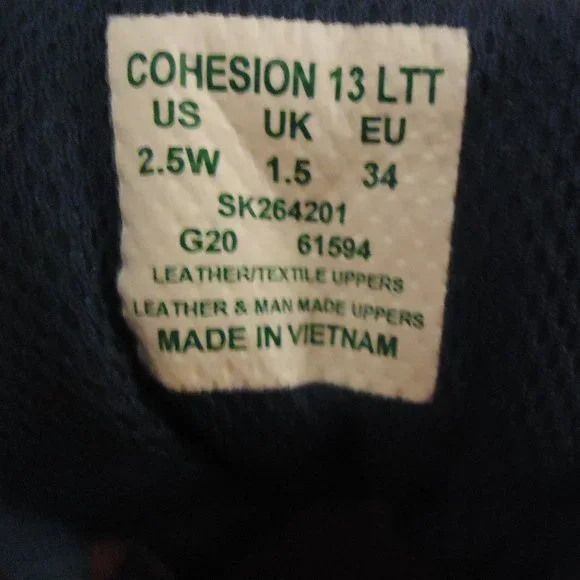 COHESION 13 LTT
US UK EU
2.5W 1.5 34
SK264201
G20 61594
LEATHER/TEXTILE UPPERS
LEATHER & MAN MADE UPPERS
MADE IN VIETNAM